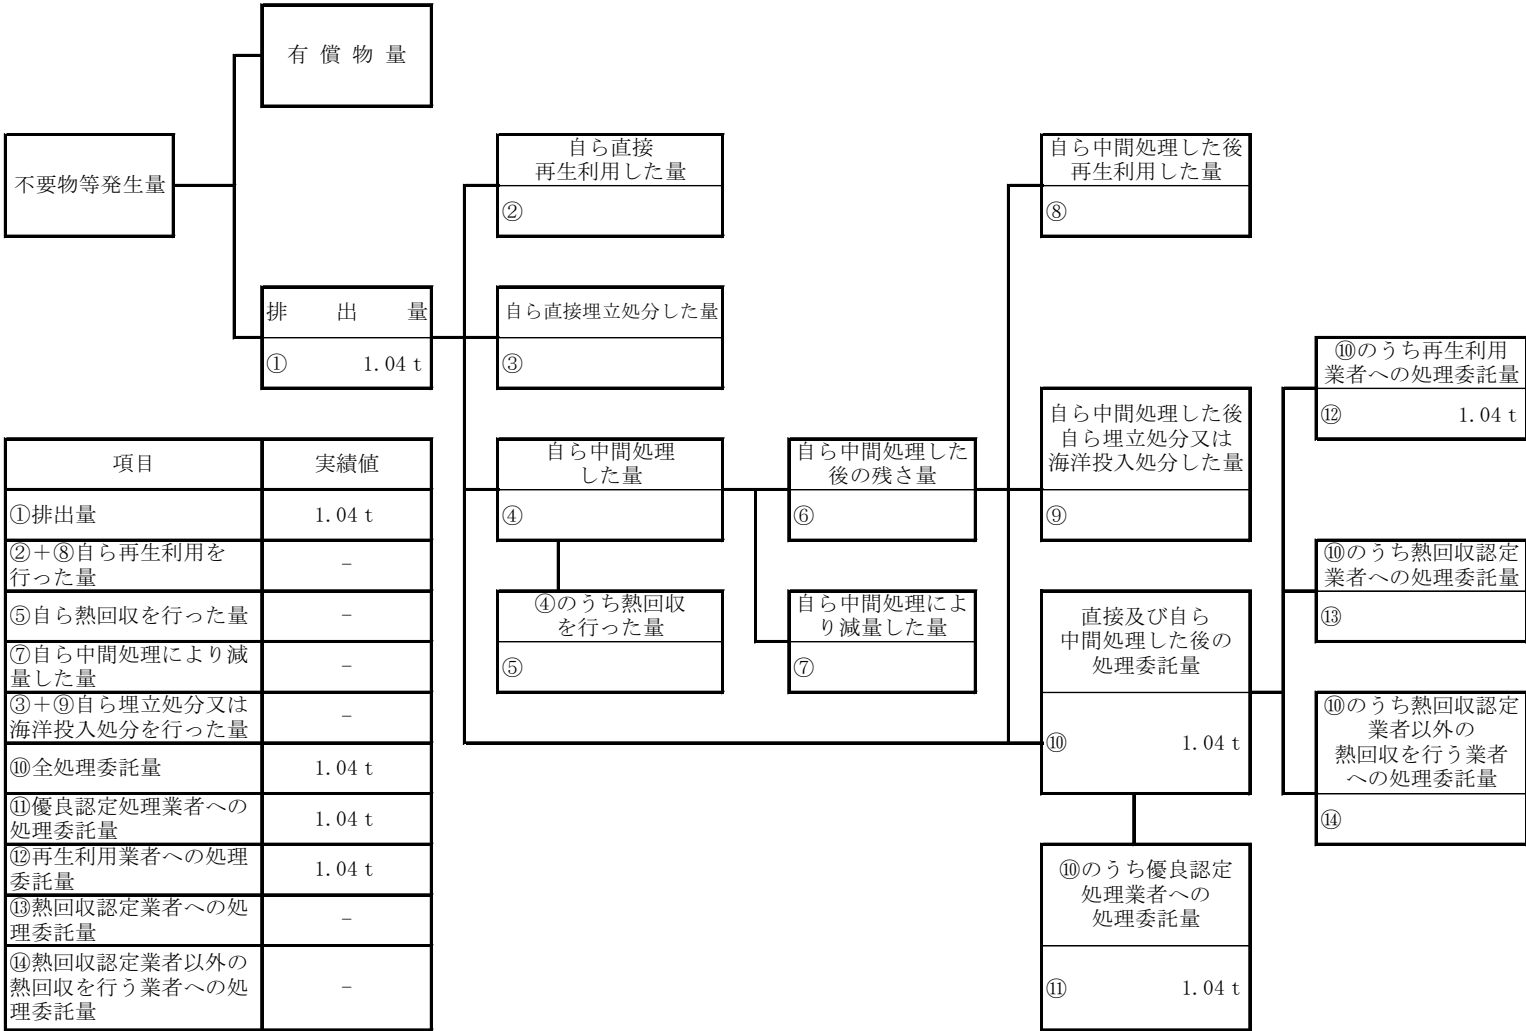 有償物量
不要物等発生量
自ら直接
再生利用した量
②
自ら中間処理した後
再生利用した量
⑧
排出量
① 1.04 t
自ら直接埋立処分した量
③
⑩のうち再生利用
業者への処理委託量
⑫ 1.04 t
自ら中間処理
した量
④
自ら中間処理した
後の残さ量
⑥
自ら中間処理した後
自ら埋立処分又は
海洋投入処分した量
⑨
④のうち熱回収
を行った量
⑤
自ら中間処理によ
り減量した量
⑦
直接及び自ら
中間処理した後の
処理委託量
⑩ 1.04 t
⑩のうち熱回収認定
業者への処理委託量
⑬
⑩のうち熱回収認定
業者以外の
熱回収を行う業者
への処理委託量
⑭
⑩のうち優良認定
処理業者への
処理委託量
⑪ 1.04 t
項目 実績値
①排出量 1.04 t
②＋⑧自ら再生利用を
行った量 －
⑤自ら熱回収を行った量 －
⑦自ら中間処理により減
量した量 －
③＋⑨自ら埋立処分又は
海洋投入処分を行った量 －
⑩全処理委託量 1.04 t
⑪優良認定処理業者への
処理委託量 1.04 t
⑫再生利用業者への処理
委託量 1.04 t
⑬熱回収認定業者への処
理委託量 －
⑭熱回収認定業者以外の
熱回収を行う業者への処
理委託量 －